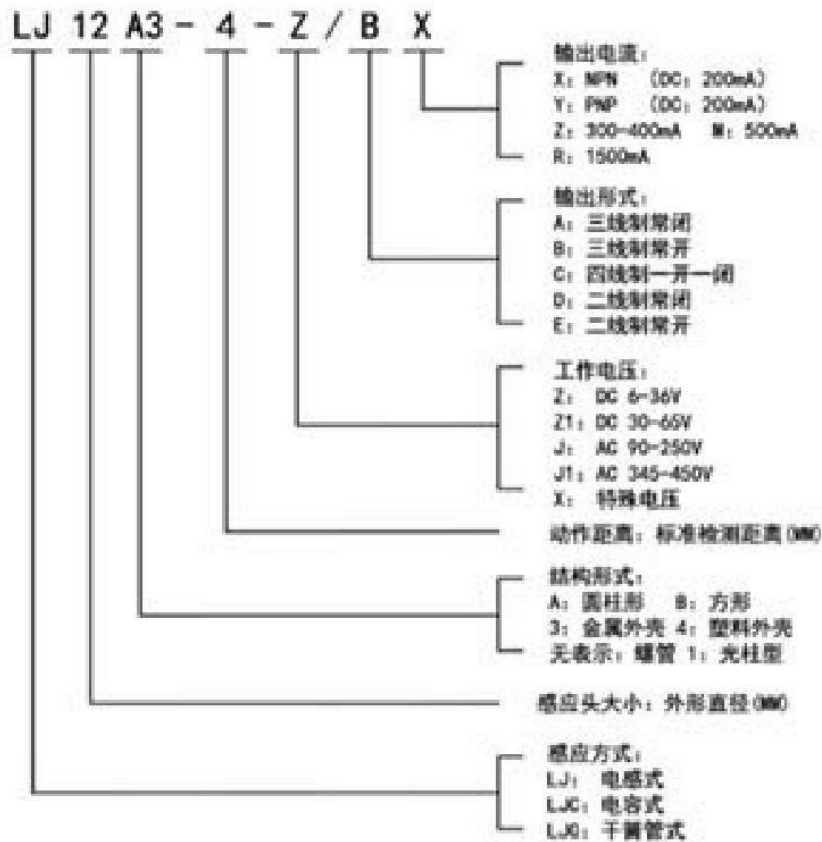 LJ 12 A3 - 4 - Z / B X
输出电流:
X: NPN (DC: 200mA)
Y: PNP (DC: 200mA)
Z: 300-400mA M: 500mA
R: 1500mA
输出形式:
A: 三线制常闭
B: 三线制常开
C: 四线制一开一闭
D: 二线制常闭
E: 二线制常开
工作电压:
Z: DC 6-36V
Z1: DC 30-65V
J: AC 90-250V
J1: AC 345-450V
X: 特殊电压
动作距离: 标准检测距离(MM)
结构形式:
A: 圆柱形 B: 方形
3: 金属外壳 4: 塑料外壳
无表示: 螺管 1: 光柱型
感应头大小: 外形直径(MM)
感应方式:
LJ: 电感式
LJC: 电容式
LJG: 干簧管式